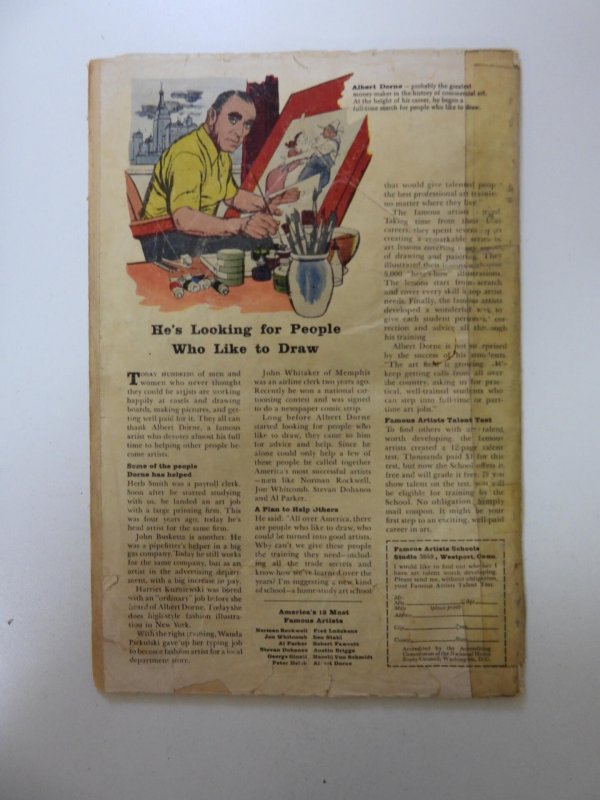 Albert Dorne – probably the greatest
money-maker in the history of commercial art.
At the height of his career, he began a
full-time search for people who like to draw.
He's Looking for People
Who Like to Draw
TODAY HUNDREDS of men and
women who never thought
they could be artists are working
happily at easels and drawing
boards, making pictures, and get-
ting well paid for it. They all can
thank Albert Dorne, a famous
artist who devotes almost his full
time to helping other people be-
come artists.
Some of the people
Dorne has helped
Herb Smith was a payroll clerk.
Soon after he started studying
with us, he landed an art job
with a large printing firm. This
was four years ago; today he's
head artist for the same firm.
John Busketta is another. He
was a pipefitter's helper in a big
gas company. Today he still works
for the same company, but as an
artist in the advertising depart-
ment, with a big increase in pay.
Harriet Kuzniewski was bored
with an "ordinary" job before she
heard of Albert Dorne. Today she
does high-style fashion illustra-
tion in New York.
With the right training, Wanda
Pickulski gave up her typing job
to become fashion artist for a local
department store.
John Whitaker of Memphis
was an airline clerk two years ago.
Recently he won a national car-
tooning contest and was signed
to do a newspaper comic strip.
Long before Albert Dorne
started looking for people who
like to draw, they came to him
for advice and help. Since he
alone could only help a few of
these people he called together
America's most successful artists
—men like Norman Rockwell,
Jon Whitcomb, Stevan Dohanos
and Al Parker.
A Plan to Help Others
He said: "All over America, there
are people who like to draw, who
could be turned into good artists.
Why can't we give these people
the training they need—includ-
ing all the trade secrets and
know-how we've learned over the
years? I'm suggesting a new kind
of school—a home-study art school
America's 12 Most
Famous Artists
Norman Rockwell Fred Ludekens
Jon Whitcomb Ben Stahl
Al Parker Robert Fawcett
Stevan Dohanos Austin Briggs
George Giusti Harold Von Schmidt
Peter Helck Albert Dorne
that would give talented people
the best professional art training
no matter where they live."
The famous artists
Taking time from their busy
careers, they spent
creating a remarkable series of
art lessons covering
of drawing and painting. They
illustrated their lessons
5,000 "here's-how" illustrations.
The lessons start from scratch
and cover every skill a top artist
needs. Finally, the famous artists
developed a wonderful way to
give each student personal cor-
rection and advice all through
his training
Albert Dorne is not surprised
by the success of his students.
"The art field is growing.
keep getting calls from all over
the country, asking us for prac-
tical, well-trained students who
can step into full-time or part-
time art jobs."
Famous Artists Talent Test
To find others with art talent
worth developing, the famous
artists created a 12-page talent
test. Thousands paid $1 for this
test, but now the School offers it
free and will grade it free. If you
show talent on the test, you will
be eligible for training by the
School. No obligation. Simply
mail coupon. It might be your
first step to an exciting, well-paid
career in art.
Famous Artists Schools
Studio Westport, Conn.
I would like to find out whether I
have art talent worth developing.
Please send me, without obligation,
your Famous Artists Talent Test.
Mr.
Mrs. Age
Miss (please print)
Address
City Zone
County State
Accredited by the Accrediting
Commission of the National Home
Study Council, Washington, D.C.